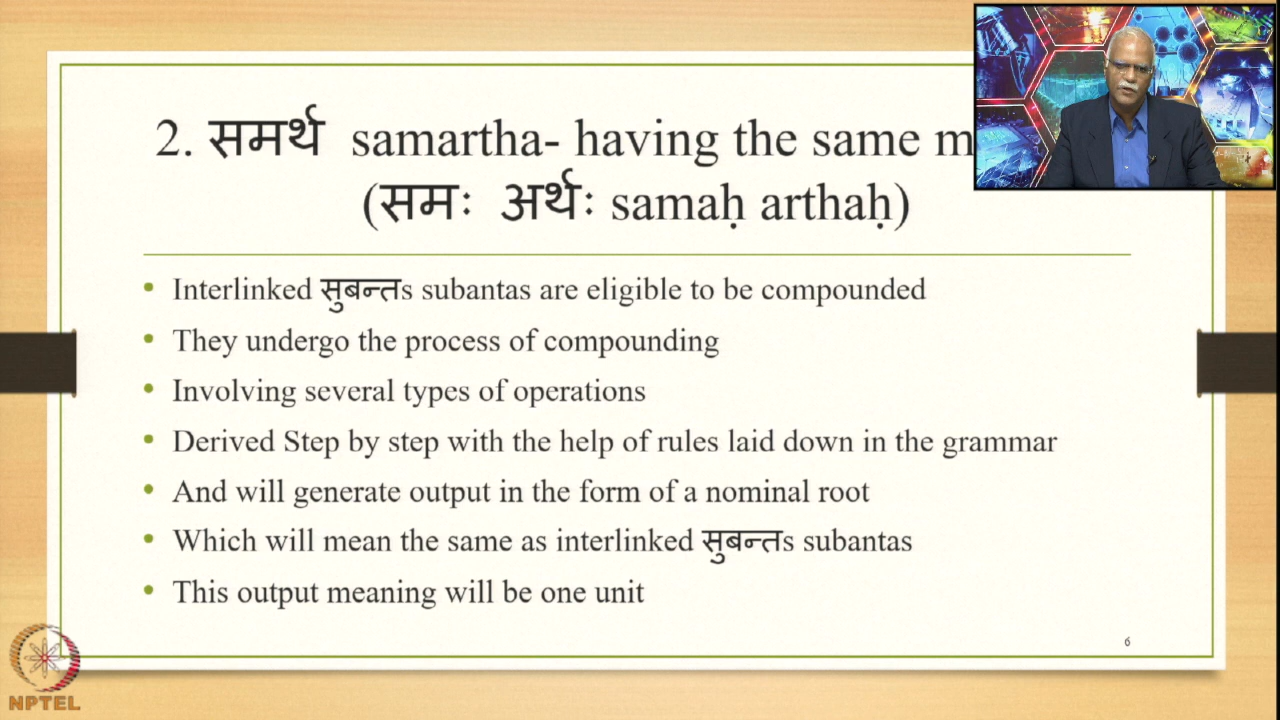 2. समर्थ samartha- having the same m
(समः अर्थः samaḥ arthaḥ)
• Interlinked सुबन्तs subantas are eligible to be compounded
• They undergo the process of compounding
• Involving several types of operations
• Derived Step by step with the help of rules laid down in the grammar
• And will generate output in the form of a nominal root
• Which will mean the same as interlinked सुबन्तs subantas
• This output meaning will be one unit
6
NPTEL